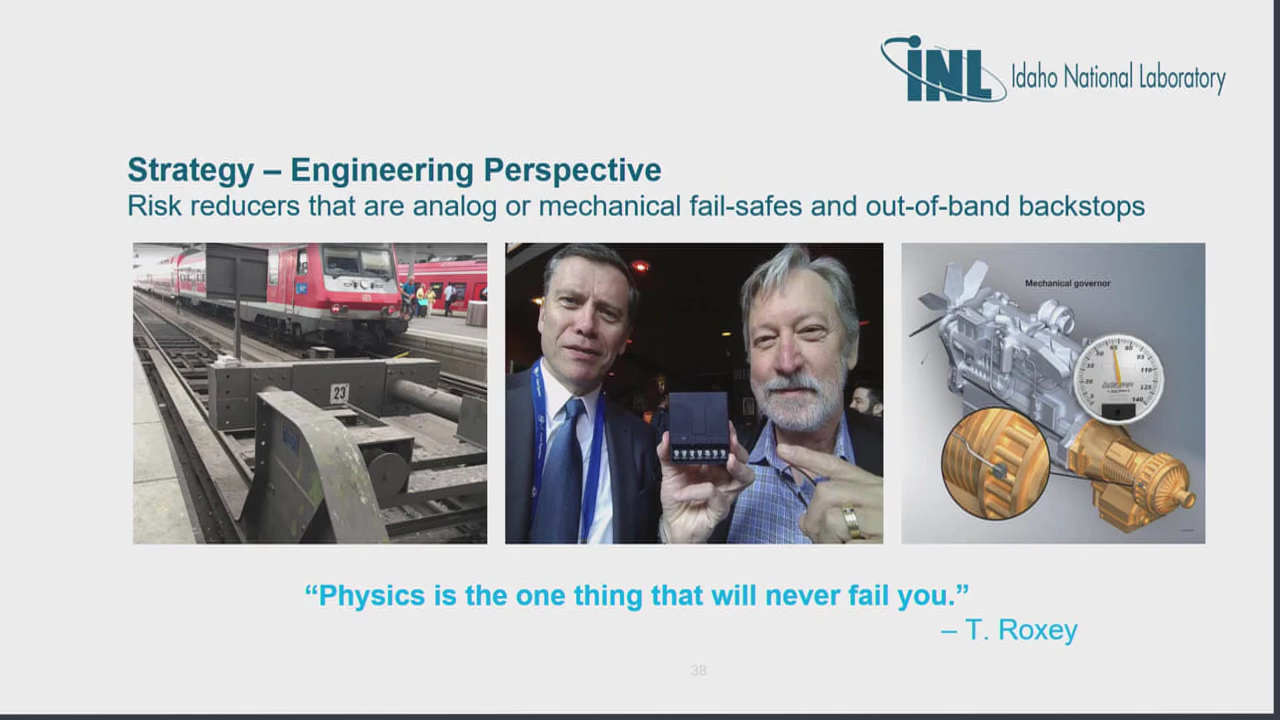 INL Idaho National Laboratory
Strategy – Engineering Perspective
Risk reducers that are analog or mechanical fail-safes and out-of-band backstops
23
Mechanical governor
“Physics is the one thing that will never fail you.”
– T. Roxey
38